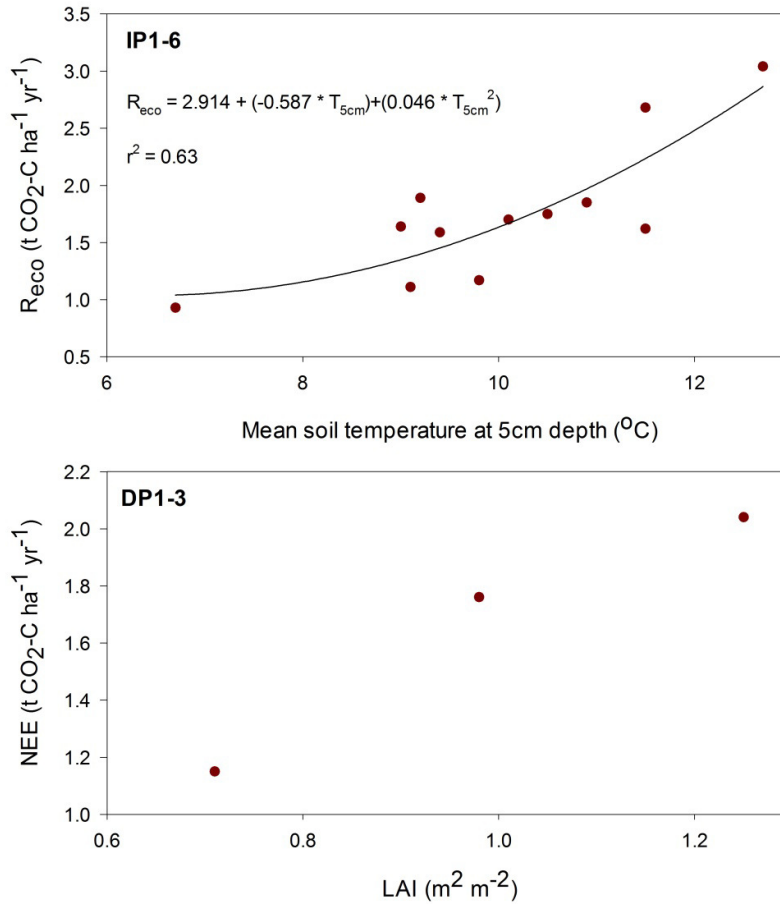 3.5
IP1-6
3.0
R_eco = 2.914 + (-0.587 * T_5cm)+(0.046 * T_5cm^2)
2.5
r^2 = 0.63
2.0
1.5
1.0
0.5
R_eco (t CO_2-C ha^-1 yr^-1)
6 8 10 12
Mean soil temperature at 5cm depth (^oC)
2.2
DP1-3
2.0
1.8
1.6
1.4
1.2
1.0
NEE (t CO_2-C ha^-1 yr^-1)
0.6 0.8 1.0 1.2
LAI (m^2 m^-2)